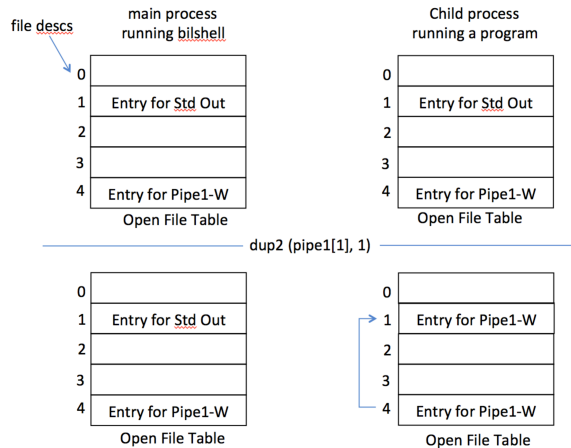 file descs
main process
running bilshell
Child process
running a program
0
1 Entry for Std Out
2
3
4 Entry for Pipe1-W
Open File Table
0
1 Entry for Std Out
2
3
4 Entry for Pipe1-W
Open File Table
dup2 (pipe1[1], 1)
0
1 Entry for Std Out
2
3
4 Entry for Pipe1-W
Open File Table
0
1 Entry for Pipe1-W
2
3
4 Entry for Pipe1-W
Open File Table